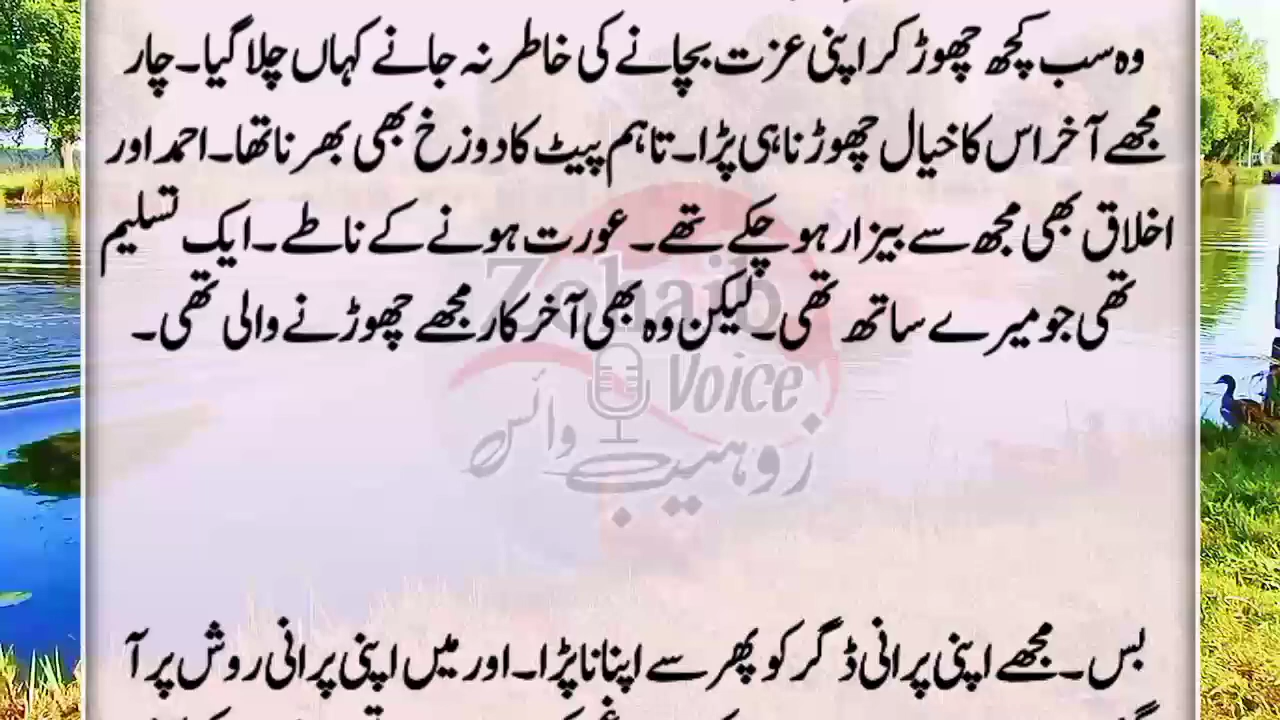 وہ سب کچھ چھوڑ کر اپنی عزت بچانے کی خاطر نہ جانے کہاں چلا گیا۔ چار
مجھے آخر اس کا خیال چھوڑنا ہی پڑا۔ تاہم پیٹ کا دوزخ بھی بھرنا تھا۔ احمد اور
اخلاق بھی مجھ سے بیزار ہو چکے تھے۔ عورت ہونے کے ناطے۔ ایک تسلیم
تھی جو میرے ساتھ تھی۔ لیکن وہ بھی آخر کار مجھے چھوڑنے والی تھی۔
Zohaib
Voice
زوہیب وائس
بس۔ مجھے اپنی پرانی ڈگر کو پھر سے اپنانا پڑا۔ اور میں اپنی پرانی روش پر آ